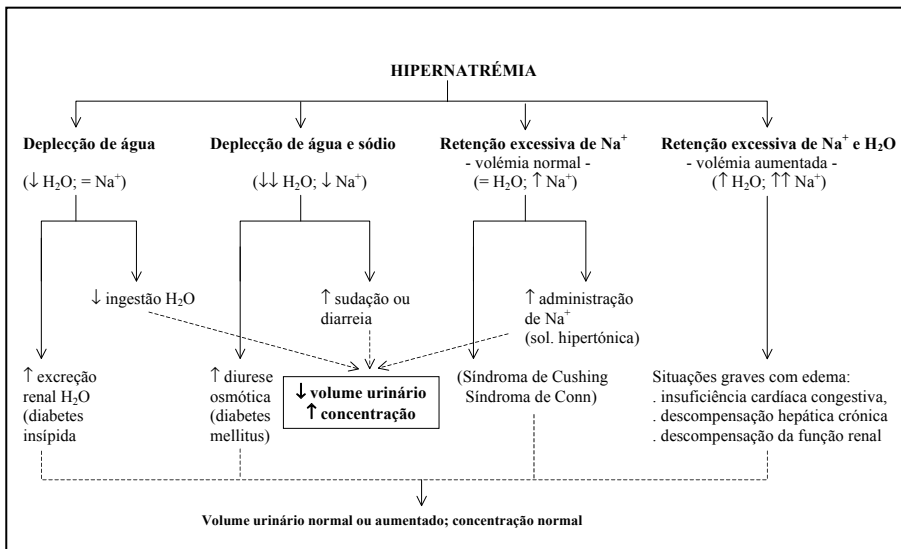 HIPERNATRÉMIA
Deplecção de água
(↓ H₂O; = Na⁺)
Deplecção de água e sódio
(↓↓ H₂O; ↓ Na⁺)
Retenção excessiva de Na⁺
- volémia normal -
(= H₂O; ↑ Na⁺)
Retenção excessiva de Na⁺ e H₂O
- volémia aumentada -
(↑ H₂O; ↑↑ Na⁺)
↓ ingestão H₂O
↑ sudação ou
diarreia
↑ administração
de Na⁺
(sol. hipertónica)
↑ excreção
renal H₂O
(diabetes
insípida
↑ diurese
osmótica
(diabetes
mellitus)
↓ volume urinário
↑ concentração
(Síndroma de Cushing
Síndroma de Conn)
Situações graves com edema:
. insuficiência cardíaca congestiva,
. descompensação hepática crónica
. descompensação da função renal
Volume urinário normal ou aumentado; concentração normal